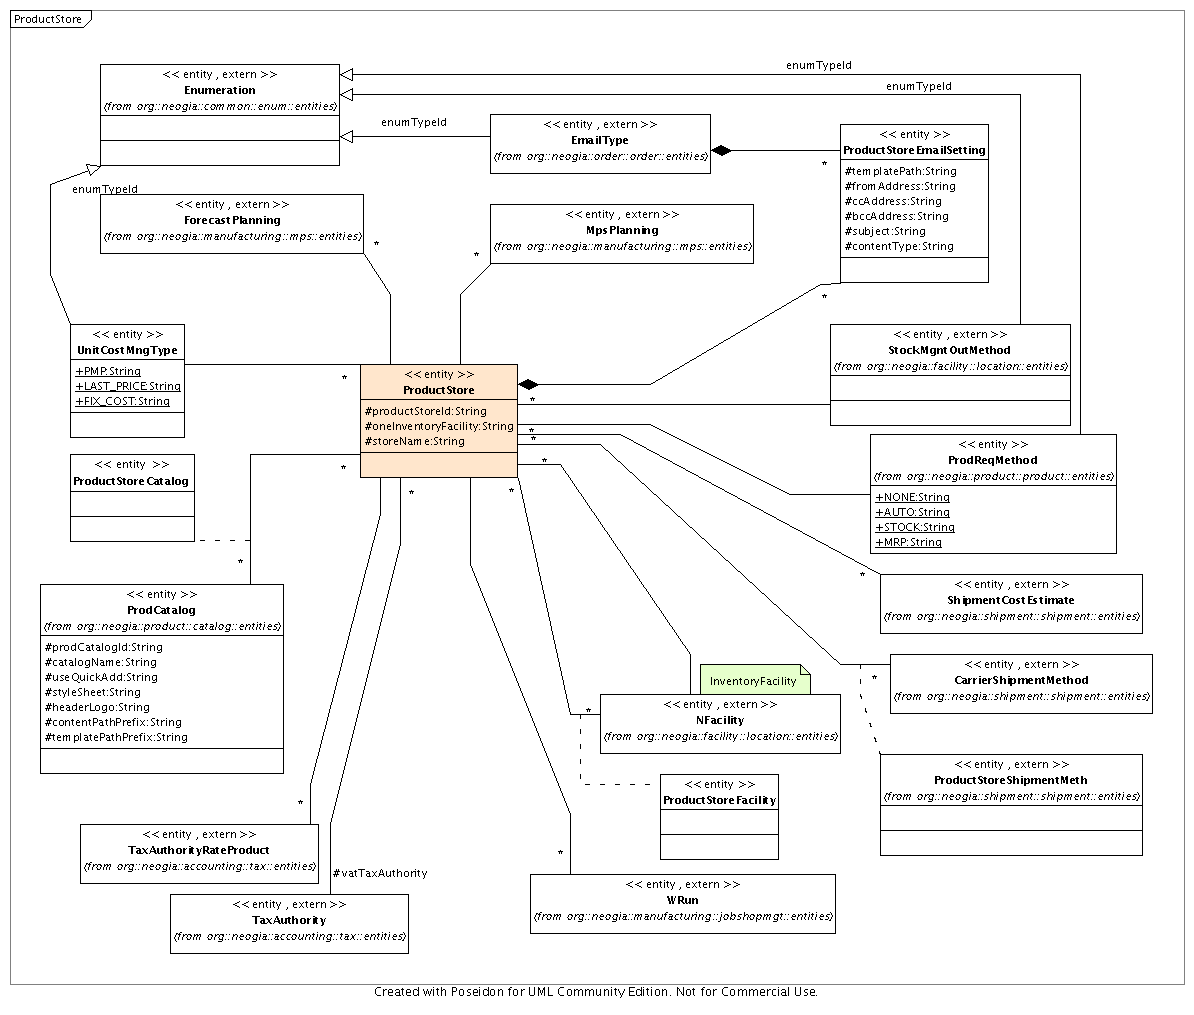 ProductStore
<< entity , extern >>
Enumeration
(from org::neogia::common::enum::entities)
enumTypeId
enumTypeId
enumTypeId
enumTypeId
<< entity , extern >>
EmailType
(from org::neogia::order::order::entities)
*
<< entity >>
ProductStoreEmailSetting
#templatePath:String
#fromAddress:String
#ccAddress:String
#bccAddress:String
#subject:String
#contentType:String
*
<< entity , extern >>
ForecastPlanning
(from org::neogia::manufacturing::mps::entities)
*
<< entity , extern >>
MpsPlanning
(from org::neogia::manufacturing::mps::entities)
*
<< entity >>
UnitCostMngType
+PMP:String
+LAST_PRICE:String
+FIX_COST:String
*
<< entity >>
ProductStore
#productStoreId:String
#oneInventoryFacility:String
#storeName:String
*
*
*
*
*
*
*
<< entity , extern >>
StockMgntOutMethod
(from org::neogia::facility::location::entities)
<< entity , extern >>
ProdReqMethod
(from org::neogia::product::product::entities)
+NONE:String
+AUTO:String
+STOCK:String
+MRP:String
<< entity >>
ProductStoreCatalog
*
<< entity >>
ProdCatalog
(from org::neogia::product::catalog::entities)
#prodCatalogId:String
#catalogName:String
#useQuickAdd:String
#styleSheet:String
#headerLogo:String
#contentPathPrefix:String
#templatePathPrefix:String
*
<< entity , extern >>
ShipmentCostEstimate
(from org::neogia::shipment::shipment::entities)
*
<< entity , extern >>
CarrierShipmentMethod
(from org::neogia::shipment::shipment::entities)
InventoryFacility
*
<< entity , extern >>
NFacility
(from org::neogia::facility::location::entities)
<< entity , extern >>
ProductStoreShipmentMeth
(from org::neogia::shipment::shipment::entities)
<< entity >>
ProductStoreFacility
*
<< entity , extern >>
TaxAuthorityRateProduct
(from org::neogia::accounting::tax::entities)
#vatTaxAuthority
<< entity , extern >>
TaxAuthority
(from org::neogia::accounting::tax::entities)
*
<< entity , extern >>
WRun
(from org::neogia::manufacturing::jobshopmgt::entities)
Created with Poseidon for UML Community Edition. Not for Commercial Use.